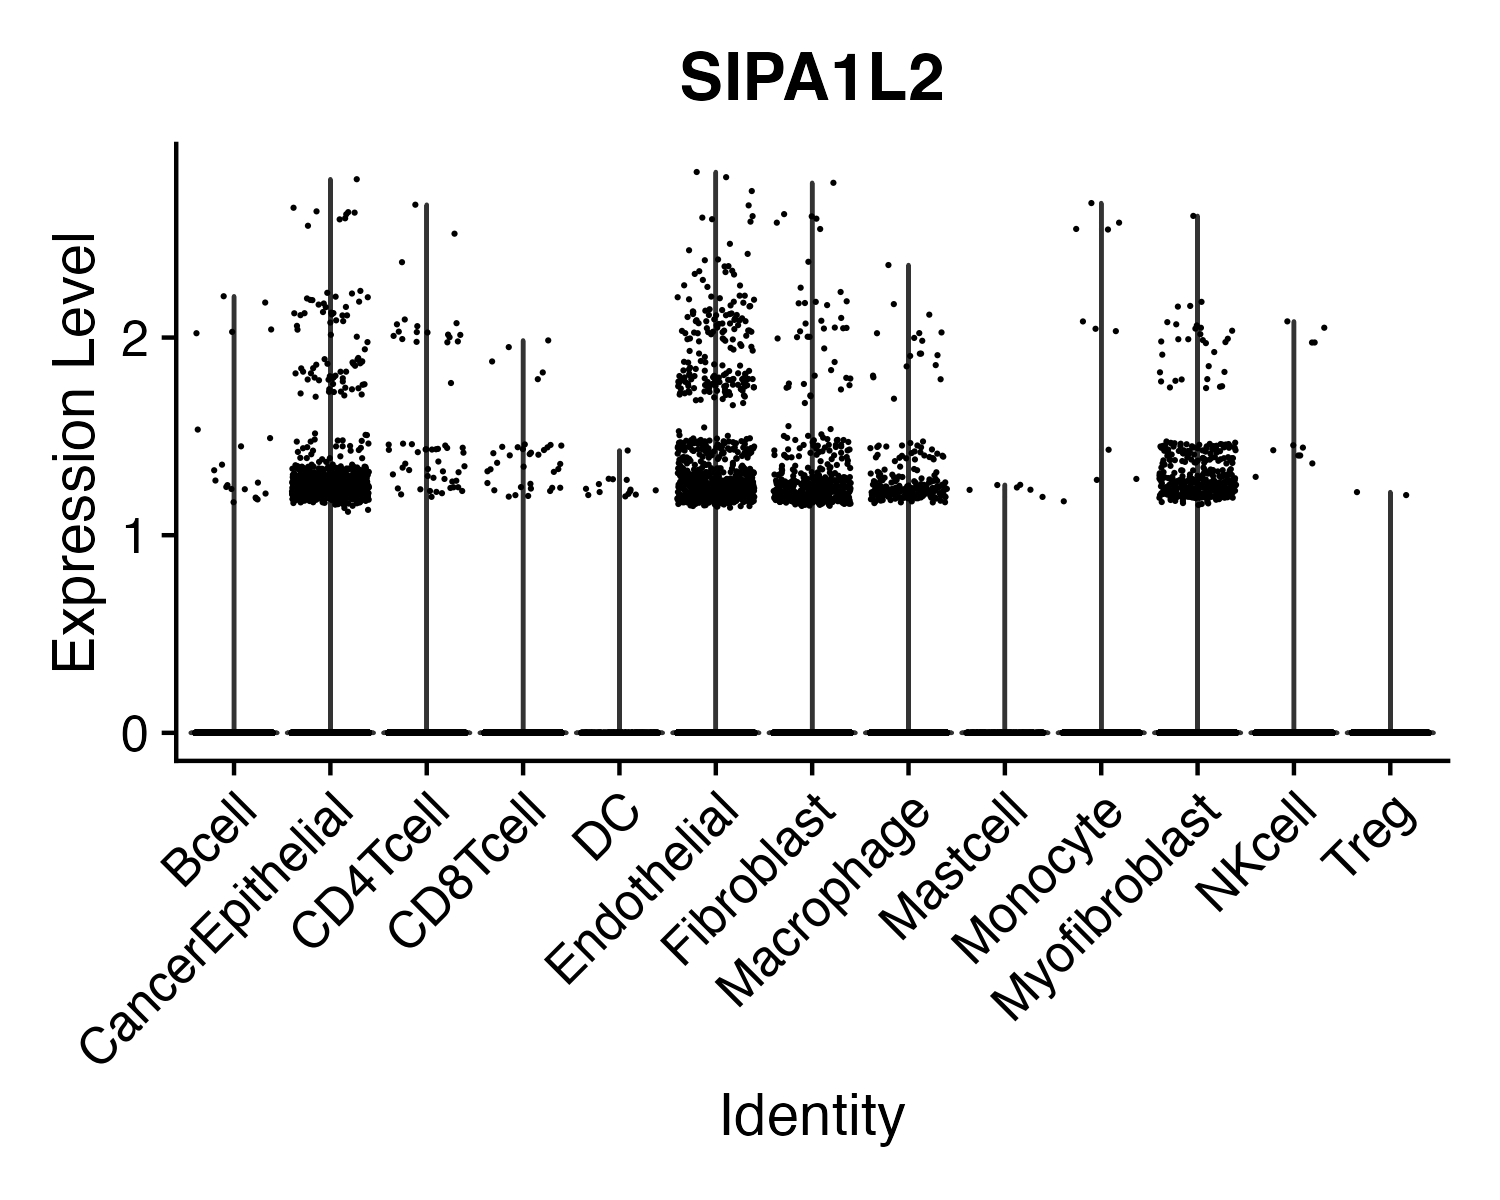 SIPA1L2
Expression Level
2
1
0
Bcell
CancerEpithelial
CD4Tcell
CD8Tcell
DC
Endothelial
Fibroblast
Macrophage
Mastcell
Monocyte
Myofibroblast
NKcell
Treg
Identity